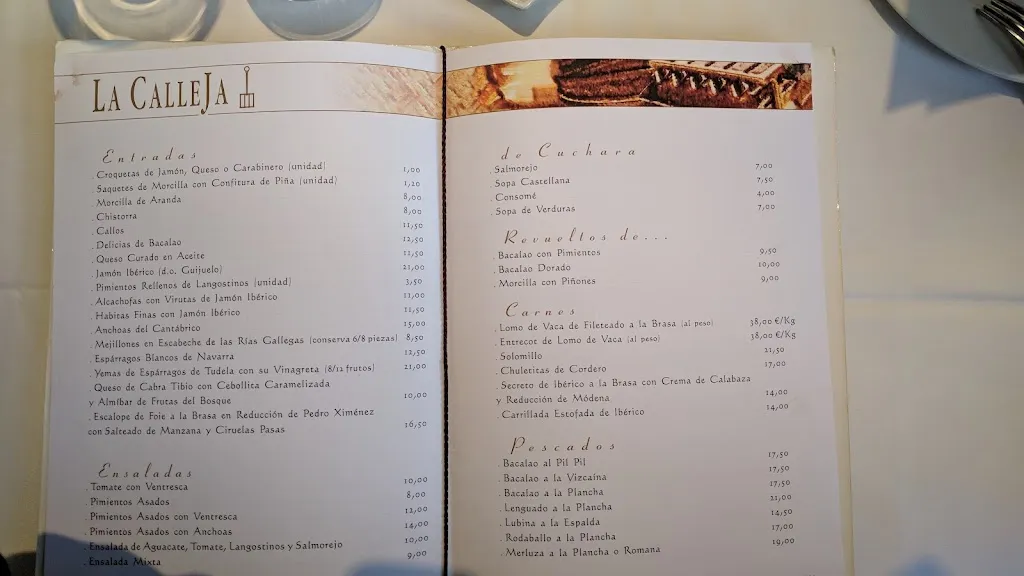 LA CALLEJA
Entradas
. Croquetas de Jamón, Queso o Carabinero (unidad) 1,00
. Saquetes de Morcilla con Confitura de Piña (unidad) 1,20
. Morcilla de Aranda 8,00
. Chistorra 8,00
. Callos 11,50
. Delicias de Bacalao 12,50
. Queso Curado en Aceite 11,50
. Jamón Ibérico (d.o. Guijuelo) 21,00
. Pimientos Rellenos de Langostinos (unidad) 3,50
. Alcachofas con Virutas de Jamón Ibérico 11,00
. Habitas Finas con Jamón Ibérico 11,50
. Anchoas del Cantábrico 15,00
. Mejillones en Escabeche de las Rías Gallegas (conserva 6/8 piezas) 8,50
. Espárragos Blancos de Navarra 12,50
. Yemas de Espárragos de Tudela con su Vinagreta (8/12 frutos) 21,00
. Queso de Cabra Tibio con Cebollita Caramelizada
y Almíbar de Frutas del Bosque 10,00
. Escalope de Foie a la Brasa en Reducción de Pedro Ximénez
con Salteado de Manzana y Ciruelas Pasas 16,50
Ensaladas
. Tomate con Ventresca 10,00
. Pimientos Asados 8,00
. Pimientos Asados con Ventresca 12,00
. Pimientos Asados con Anchoas 14,00
. Ensalada de Aguacate, Tomate, Langostinos y Salmorejo 10,00
. Ensalada Mixta 9,00
de Cuchara
. Salmorejo 7,00
. Sopa Castellana 7,50
. Consomé 4,00
. Sopa de Verduras 7,00
Revueltos de...
. Bacalao con Pimientos 9,50
. Bacalao Dorado 10,00
. Morcilla con Piñones 9,00
Carnes
. Lomo de Vaca de Fileteado a la Brasa (al peso) 38,00 €/Kg
. Entrecot de Lomo de Vaca (al peso) 38,00 €/Kg
. Solomillo 21,50
. Chuletitas de Cordero 17,00
. Secreto de ibérico a la Brasa con Crema de Calabaza
y Reducción de Módena 14,00
. Carrillada Estofada de Ibérico 14,00
Pescados
. Bacalao al Pil Pil 17,50
. Bacalao a la Vizcaína 17,50
. Bacalao a la Plancha 17,50
. Lenguado a la Plancha 21,00
. Lubina a la Espalda 14,50
. Rodaballo a la Plancha 17,00
. Merluza a la Plancha o Romana 19,00